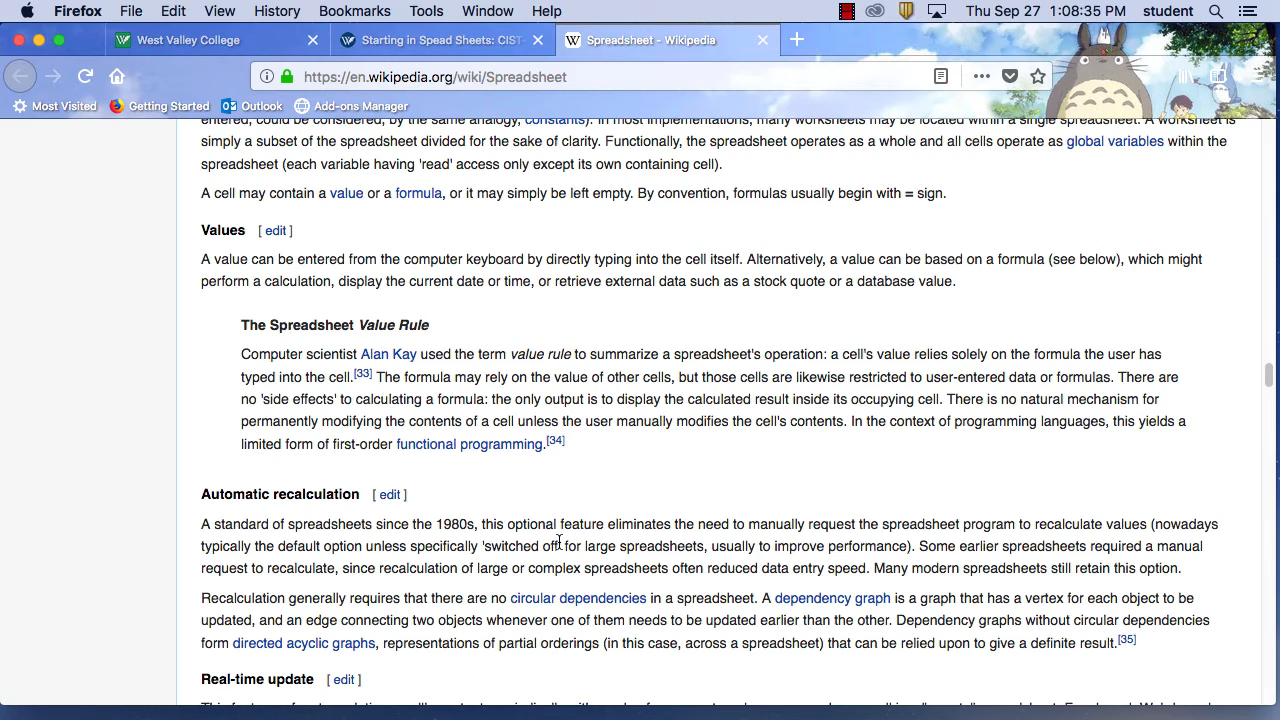 Firefox File Edit View History Bookmarks Tools Window Help Thu Sep 27 1:08:35 PM student
West Valley College Starting in Spead Sheets: CIST- Spreadsheet - Wikipedia
https://en.wikipedia.org/wiki/Spreadsheet
Most Visited Getting Started Outlook Add-ons Manager
entered, could be considered, by the same analogy, constants). In most implementations, many worksheets may be located within a single spreadsheet. A worksheet is
simply a subset of the spreadsheet divided for the sake of clarity. Functionally, the spreadsheet operates as a whole and all cells operate as global variables within the
spreadsheet (each variable having 'read' access only except its own containing cell).
A cell may contain a value or a formula, or it may simply be left empty. By convention, formulas usually begin with = sign.
Values [ edit ]
A value can be entered from the computer keyboard by directly typing into the cell itself. Alternatively, a value can be based on a formula (see below), which might
perform a calculation, display the current date or time, or retrieve external data such as a stock quote or a database value.
The Spreadsheet Value Rule
Computer scientist Alan Kay used the term value rule to summarize a spreadsheet's operation: a cell's value relies solely on the formula the user has
typed into the cell.[33] The formula may rely on the value of other cells, but those cells are likewise restricted to user-entered data or formulas. There are
no 'side effects' to calculating a formula: the only output is to display the calculated result inside its occupying cell. There is no natural mechanism for
permanently modifying the contents of a cell unless the user manually modifies the cell's contents. In the context of programming languages, this yields a
limited form of first-order functional programming.[34]
Automatic recalculation [ edit ]
A standard of spreadsheets since the 1980s, this optional feature eliminates the need to manually request the spreadsheet program to recalculate values (nowadays
typically the default option unless specifically 'switched off' for large spreadsheets, usually to improve performance). Some earlier spreadsheets required a manual
request to recalculate, since recalculation of large or complex spreadsheets often reduced data entry speed. Many modern spreadsheets still retain this option.
Recalculation generally requires that there are no circular dependencies in a spreadsheet. A dependency graph is a graph that has a vertex for each object to be
updated, and an edge connecting two objects whenever one of them needs to be updated earlier than the other. Dependency graphs without circular dependencies
form directed acyclic graphs, representations of partial orderings (in this case, across a spreadsheet) that can be relied upon to give a definite result.[35]
Real-time update [ edit ]